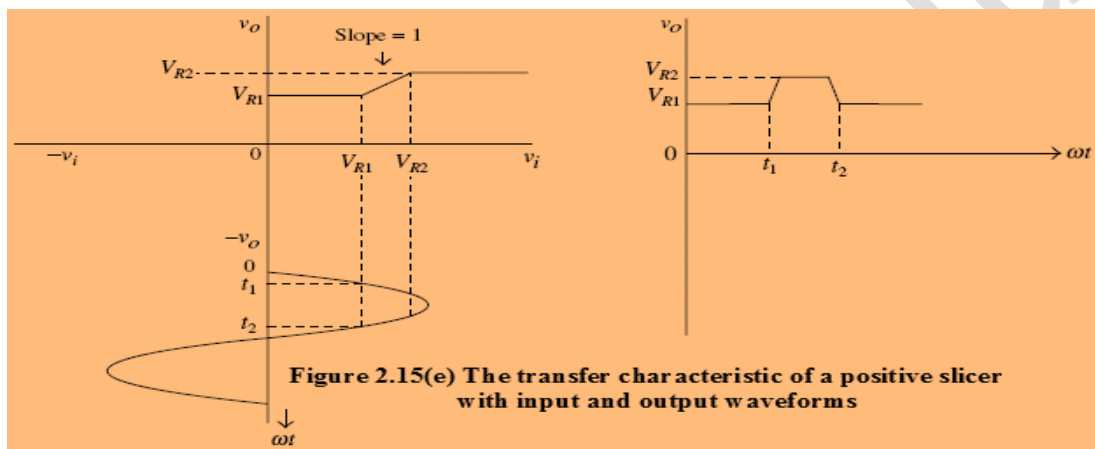 v_o
Slope = 1
V_R2
V_R1
−v_i
0
V_R1
V_R2
v_i
−v_o
0
t_1
t_2
ωt
v_o
V_R2
V_R1
0
t_1
t_2
ωt
Figure 2.15(e) The transfer characteristic of a positive slicer
with input and output waveforms